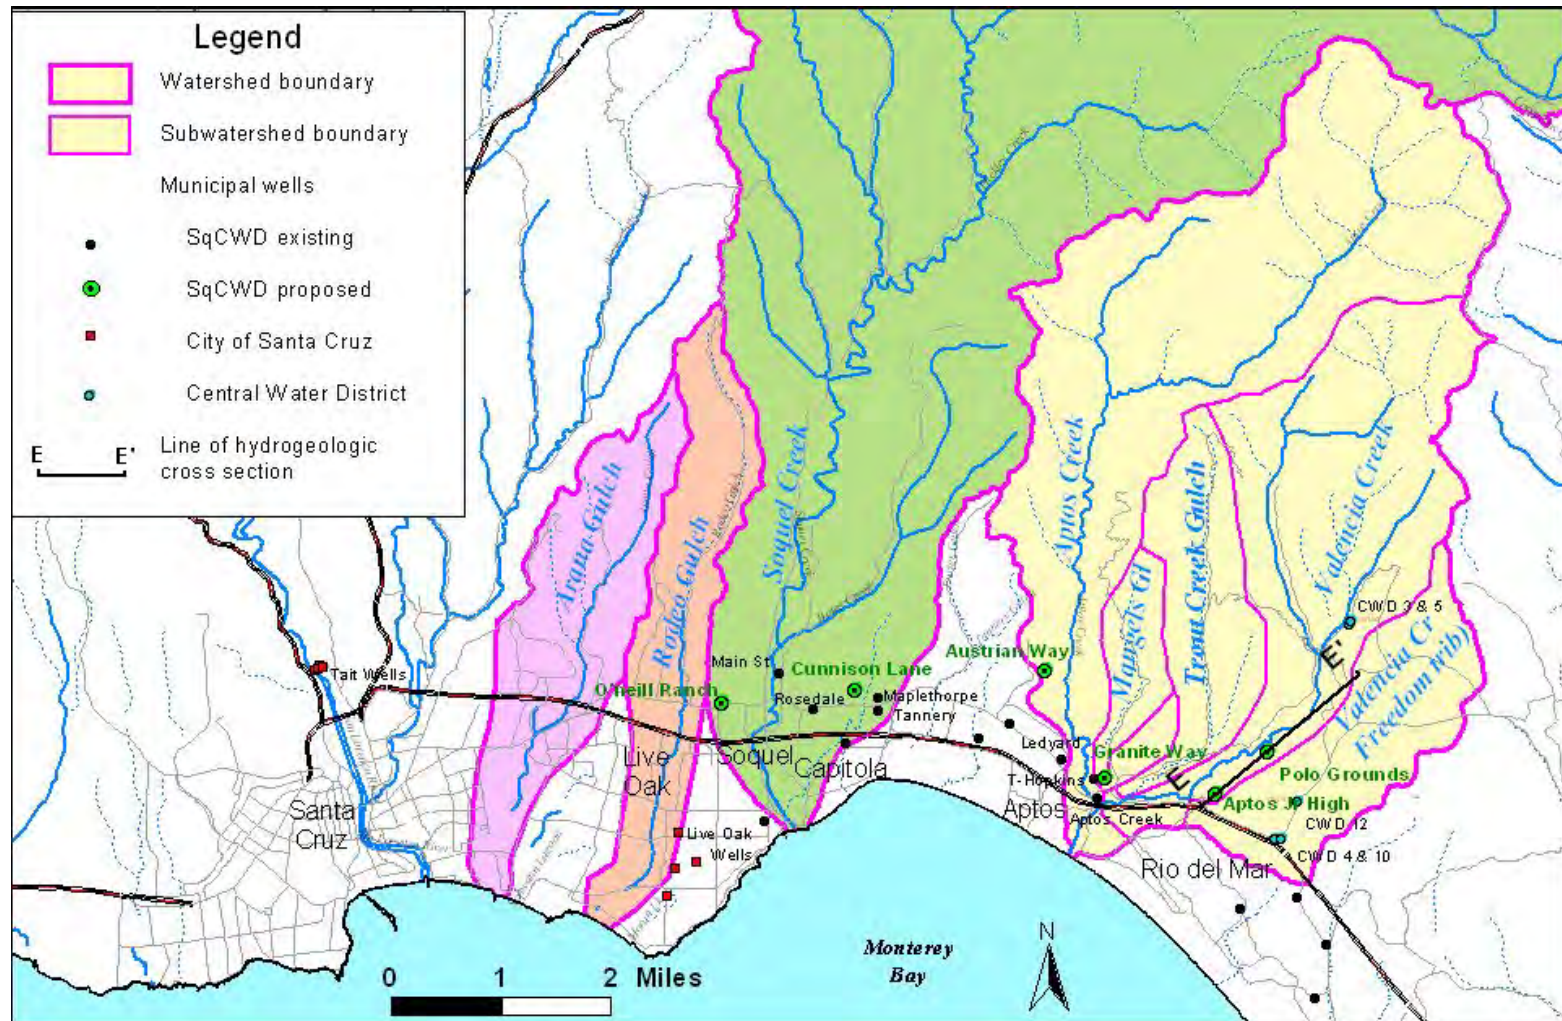 Legend
Watershed boundary
Subwatershed boundary
Municipal wells
SqCWD existing
SqCWD proposed
City of Santa Cruz
Central Water District
E E'
Line of hydrogeologic
cross section
Arana Gulch
Rodeo Gulch
Soquel Creek
Aptos Creek
Mangels Gl
Trout Creek Gulch
Valencia Creek
Valencia Cr
Freedom trib)
CWD 3 & 5
E'
E
Tait Wells
Main St
Cunnison Lane
O'neill Ranch
Rosedale
Maplethorpe
Tannery
Austrian Way
Ledyard
Granite Way
T-Hopkins
Polo Grounds
Aptos Jr High
Aptos Creek
CWD 12
CWD 4 & 10
Live
Oak
Soquel
Capitola
Aptos
Santa
Cruz
Live Oak
Wells
Rio del Mar
Monterey
Bay
N
0 1 2 Miles